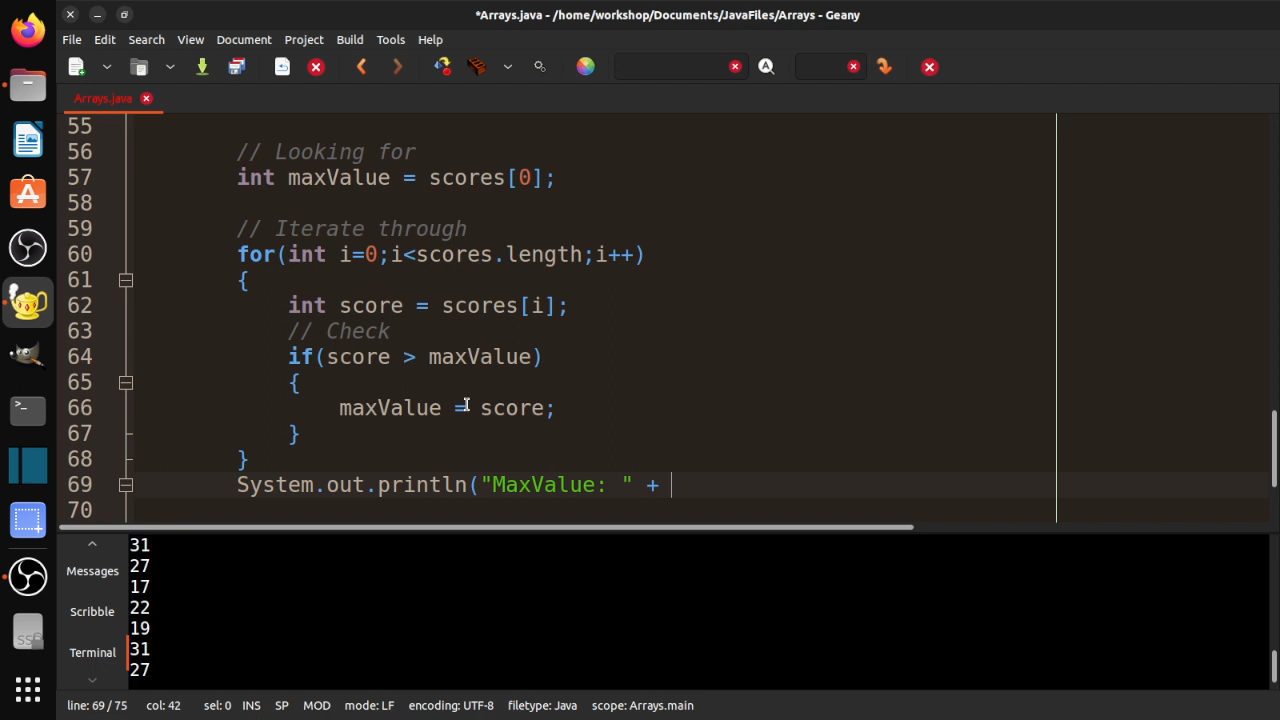 *Arrays.java - /home/workshop/Documents/JavaFiles/Arrays - Geany
File Edit Search View Document Project Build Tools Help
Arrays.java
55
56 // Looking for
57 int maxValue = scores[0];
58
59 // Iterate through
60 for(int i=0;i<scores.length;i++)
61 {
62 int score = scores[i];
63 // Check
64 if(score > maxValue)
65 {
66 maxValue = score;
67 }
68 }
69 System.out.println("MaxValue: " +
70
Messages
Scribble
Terminal
31
27
17
22
19
31
27
line: 69 / 75 col: 42 sel: 0 INS SP MOD mode: LF encoding: UTF-8 filetype: Java scope: Arrays.main